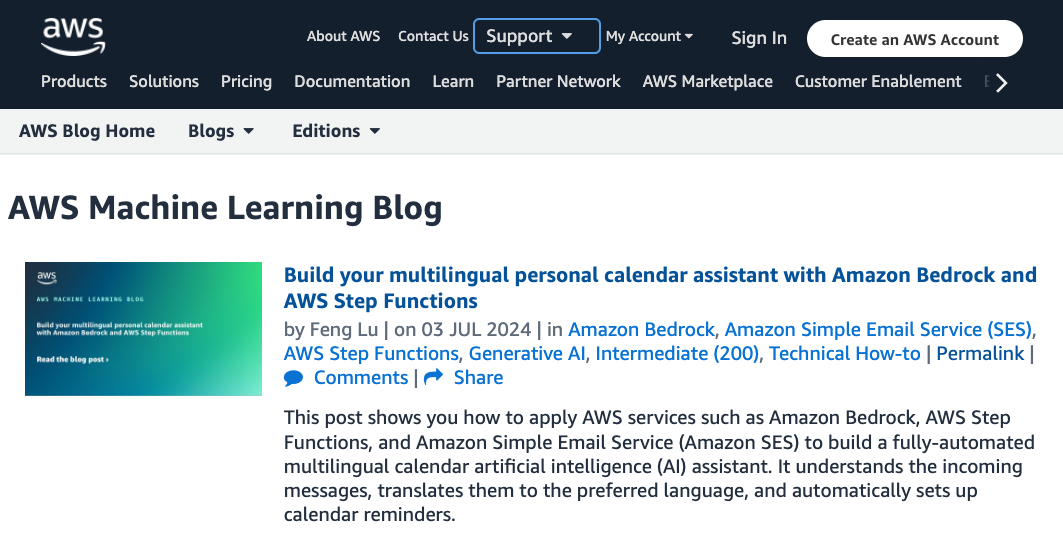 aws
About AWS Contact Us Support My Account Sign In Create an AWS Account
Products Solutions Pricing Documentation Learn Partner Network AWS Marketplace Customer Enablement
AWS Blog Home Blogs Editions
AWS Machine Learning Blog
aws
AWS MACHINE LEARNING BLOG
Build your multilingual personal calendar assistant
with Amazon Bedrock and AWS Step Functions
Read the blog post ›
Build your multilingual personal calendar assistant with Amazon Bedrock and
AWS Step Functions
by Feng Lu | on 03 JUL 2024 | in Amazon Bedrock, Amazon Simple Email Service (SES),
AWS Step Functions, Generative AI, Intermediate (200), Technical How-to | Permalink |
Comments | Share
This post shows you how to apply AWS services such as Amazon Bedrock, AWS Step
Functions, and Amazon Simple Email Service (Amazon SES) to build a fully-automated
multilingual calendar artificial intelligence (AI) assistant. It understands the incoming
messages, translates them to the preferred language, and automatically sets up
calendar reminders.